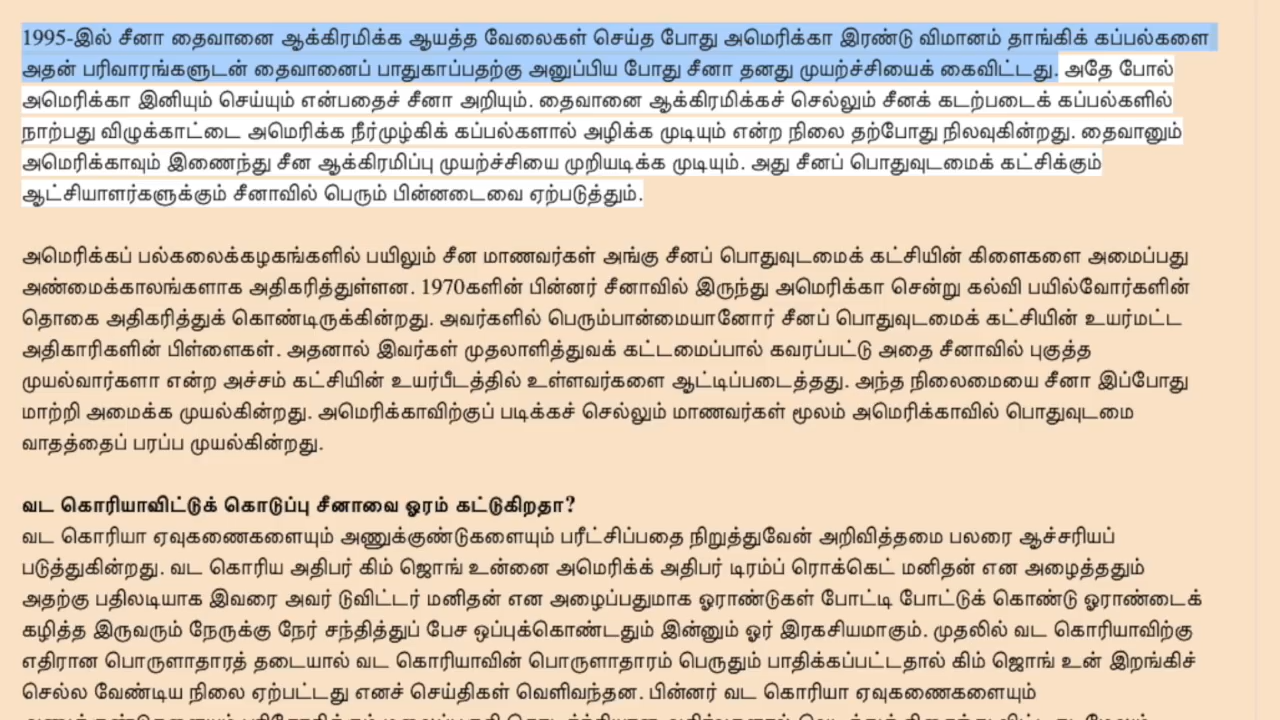 1995-இல் சீனா தைவானை ஆக்கிரமிக்க ஆயத்த வேலைகள் செய்த போது அமெரிக்கா இரண்டு விமானம் தாங்கிக் கப்பல்களை
அதன் பரிவாரங்களுடன் தைவானைப் பாதுகாப்பதற்கு அனுப்பிய போது சீனா தனது முயற்ச்சியைக் கைவிட்டது. அதே போல்
அமெரிக்கா இனியும் செய்யும் என்பதைச் சீனா அறியும். தைவானை ஆக்கிரமிக்கச் செல்லும் சீனக் கடற்படைக் கப்பல்களில்
நாற்பது விழுக்காட்டை அமெரிக்க நீர்முழ்கிக் கப்பல்களால் அழிக்க முடியும் என்ற நிலை தற்போது நிலவுகின்றது. தைவானும்
அமெரிக்காவும் இணைந்து சீன ஆக்கிரமிப்பு முயற்ச்சியை முறியடிக்க முடியும். அது சீனப் பொதுவுடமைக் கட்சிக்கும்
ஆட்சியாளர்களுக்கும் சீனாவில் பெரும் பின்னடைவை ஏற்படுத்தும்.
அமெரிக்கப் பல்கலைக்கழகங்களில் பயிலும் சீன மாணவர்கள் அங்கு சீனப் பொதுவுடமைக் கட்சியின் கிளைகளை அமைப்பது
அண்மைக்காலங்களாக அதிகரித்துள்ளன. 1970களின் பின்னர் சீனாவில் இருந்து அமெரிக்கா சென்று கல்வி பயில்வோர்களின்
தொகை அதிகரித்துக் கொண்டிருக்கின்றது. அவர்களில் பெரும்பான்மையானோர் சீனப் பொதுவுடமைக் கட்சியின் உயர்மட்ட
அதிகாரிகளின் பிள்ளைகள். அதனால் இவர்கள் முதலாளித்துவக் கட்டமைப்பால் கவரப்பட்டு அதை சீனாவில் புகுத்த
முயல்வார்களா என்ற அச்சம் கட்சியின் உயர்பீடத்தில் உள்ளவர்களை ஆட்டிப்படைத்தது. அந்த நிலைமையை சீனா இப்போது
மாற்றி அமைக்க முயல்கின்றது. அமெரிக்காவிற்குப் படிக்கச் செல்லும் மாணவர்கள் மூலம் அமெரிக்காவில் பொதுவுடமை
வாதத்தைப் பரப்ப முயல்கின்றது.
வட கொரியாவிட்டுக் கொடுப்பு சீனாவை ஓரம் கட்டுகிறதா?
வட கொரியா ஏவுகணைகளையும் அணுக்குண்டுகளையும் பரீட்சிப்பதை நிறுத்துவேன் அறிவித்தமை பலரை ஆச்சரியப்
படுத்துகின்றது. வட கொரிய அதிபர் கிம் ஜொங் உன்னை அமெரிக்க் அதிபர் டிரம்ப் ரொக்கெட் மனிதன் என அழைத்ததும்
அதற்கு பதிலடியாக இவரை அவர் டுவிட்டர் மனிதன் என அழைப்பதுமாக ஓராண்டுகள் போட்டி போட்டுக் கொண்டு ஓராண்டைக்
கழித்த இருவரும் நேருக்கு நேர் சந்தித்துப் பேச ஒப்புக்கொண்டதும் இன்னும் ஓர் இரகசியமாகும். முதலில் வட கொரியாவிற்கு
எதிரான பொருளாதாரத் தடையால் வட கொரியாவின் பொருளாதாரம் பெருதும் பாதிக்கப்பட்டதால் கிம் ஜொங் உன் இறங்கிச்
செல்ல வேண்டிய நிலை ஏற்பட்டது எனச் செய்திகள் வெளிவந்தன. பின்னர் வட கொரியா ஏவுகணைகளையும்